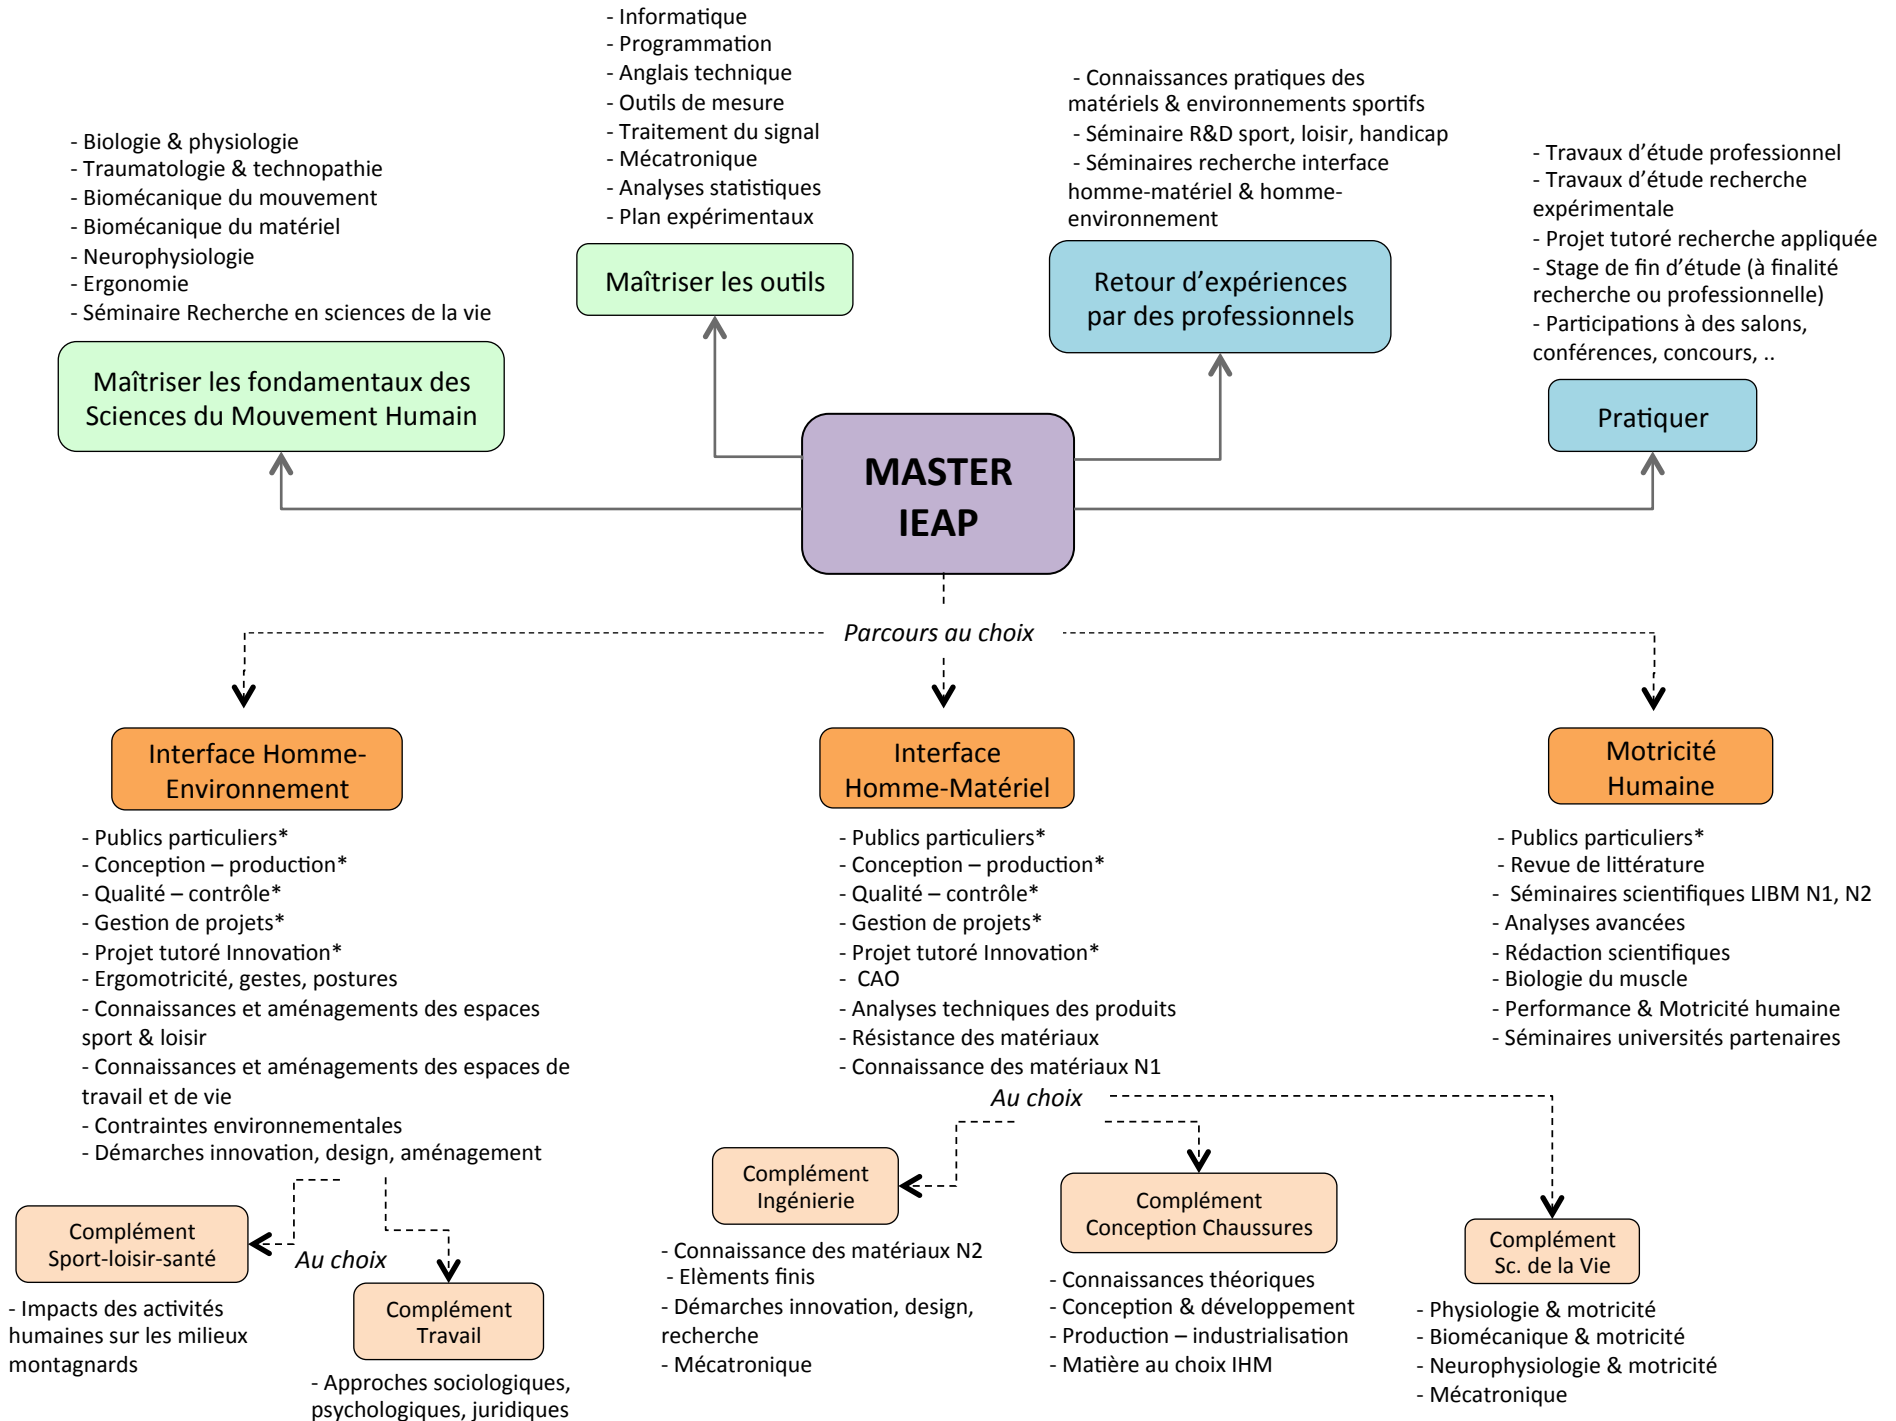 - Informatique
- Programmation
- Anglais technique
- Outils de mesure
- Traitement du signal
- Mécatronique
- Analyses statistiques
- Plan expérimentaux
- Connaissances pratiques des
matériels & environnements sportifs
- Séminaire R&D sport, loisir, handicap
- Séminaires recherche interface
homme-matériel & homme-
environnement
- Biologie & physiologie
- Traumatologie & technopathie
- Biomécanique du mouvement
- Biomécanique du matériel
- Neurophysiologie
- Ergonomie
- Séminaire Recherche en sciences de la vie
- Travaux d’étude professionnel
- Travaux d’étude recherche
expérimentale
- Projet tutoré recherche appliquée
- Stage de fin d’étude (à finalité
recherche ou professionnelle)
- Participations à des salons,
conférences, concours, ..
Maîtriser les outils
Retour d’expériences
par des professionnels
Maîtriser les fondamentaux des
Sciences du Mouvement Humain
Pratiquer
MASTER
IEAP
Parcours au choix
Interface Homme-
Environnement
- Publics particuliers*
- Conception – production*
- Qualité – contrôle*
- Gestion de projets*
- Projet tutoré Innovation*
- Ergomotricité, gestes, postures
- Connaissances et aménagements des espaces
sport & loisir
- Connaissances et aménagements des espaces de
travail et de vie
- Contraintes environnementales
- Démarches innovation, design, aménagement
Interface
Homme-Matériel
- Publics particuliers*
- Conception – production*
- Qualité – contrôle*
- Gestion de projets*
- Projet tutoré Innovation*
- CAO
- Analyses techniques des produits
- Résistance des matériaux
- Connaissance des matériaux N1
Motricité
Humaine
- Publics particuliers*
- Revue de littérature
- Séminaires scientifiques LIBM N1, N2
- Analyses avancées
- Rédaction scientifiques
- Biologie du muscle
- Performance & Motricité humaine
- Séminaires universités partenaires
Au choix
Complément
Sport-loisir-santé
- Impacts des activités
humaines sur les milieux
montagnards
Au choix
Complément
Travail
- Approches sociologiques,
psychologiques, juridiques
Complément
Ingénierie
- Connaissance des matériaux N2
- Elèments finis
- Démarches innovation, design,
recherche
- Mécatronique
Complément
Conception Chaussures
- Connaissances théoriques
- Conception & développement
- Production – industrialisation
- Matière au choix IHM
Complément
Sc. de la Vie
- Physiologie & motricité
- Biomécanique & motricité
- Neurophysiologie & motricité
- Mécatronique